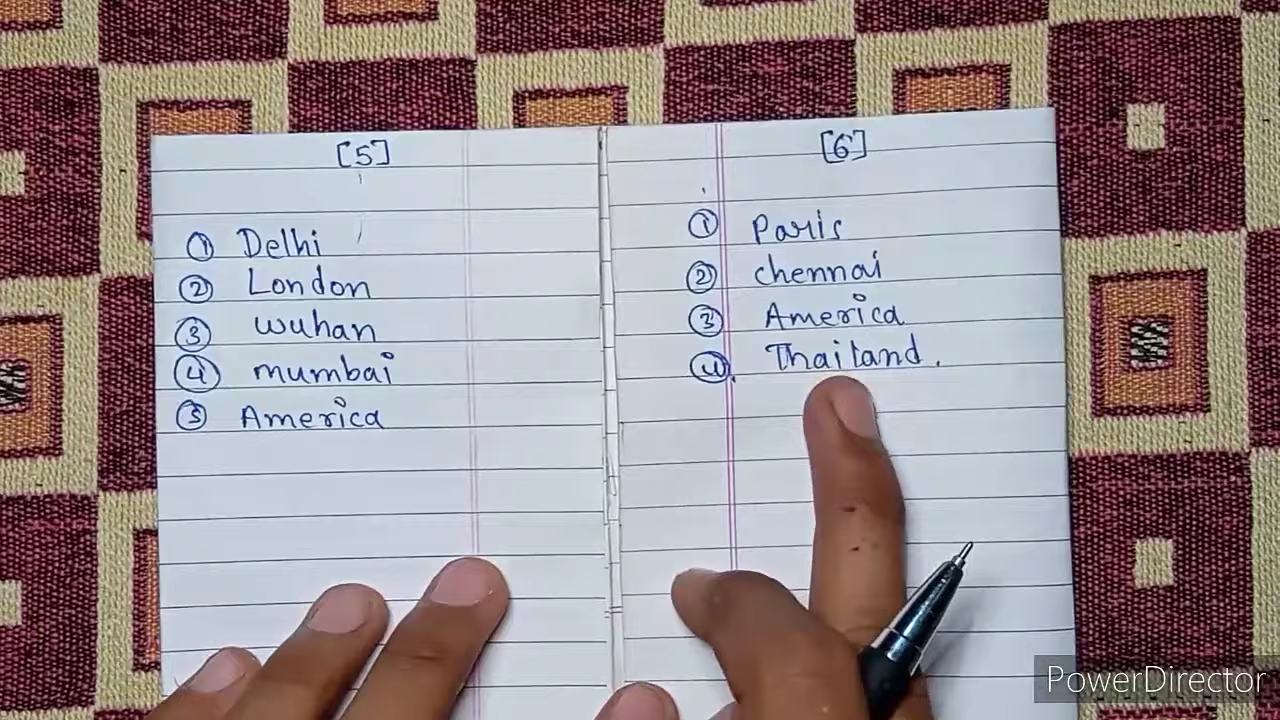 [5]
① Delhi
② London
③ wuhan
④ mumbai
⑤ America
[6]
① Paris
② chennai
③ America
④. Thailand.
PowerDirector